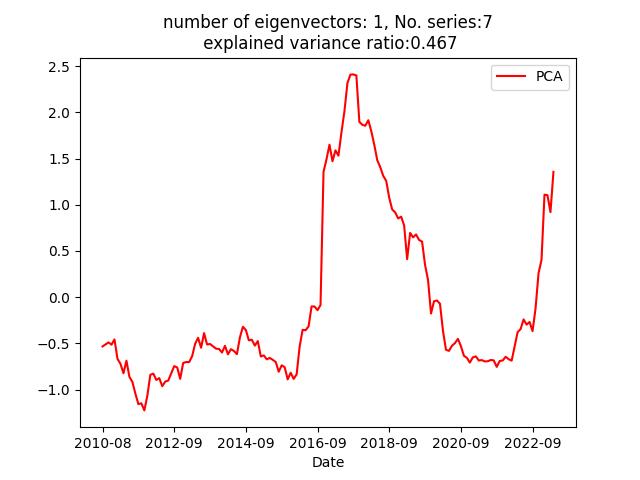 number of eigenvectors: 1, No. series:7
explained variance ratio:0.467
PCA
2.5
2.0
1.5
1.0
0.5
0.0
−0.5
−1.0
2010-08 2012-09 2014-09 2016-09 2018-09 2020-09 2022-09
Date